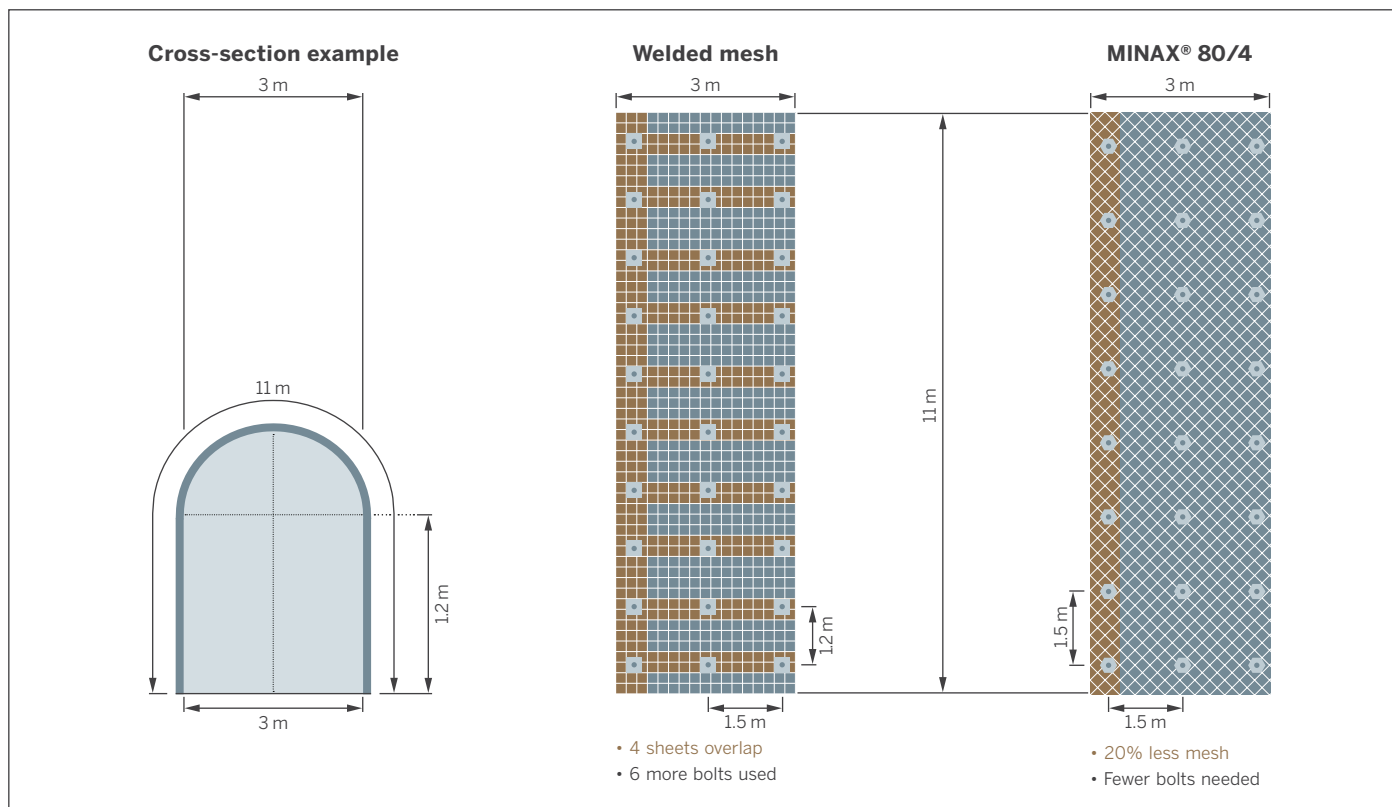 Cross-section example
3 m
11 m
1.2 m
3 m
Welded mesh
3 m
11 m
1.2 m
1.5 m
• 4 sheets overlap
• 6 more bolts used
MINAX® 80/4
3 m
1.5 m
1.5 m
• 20% less mesh
• Fewer bolts needed